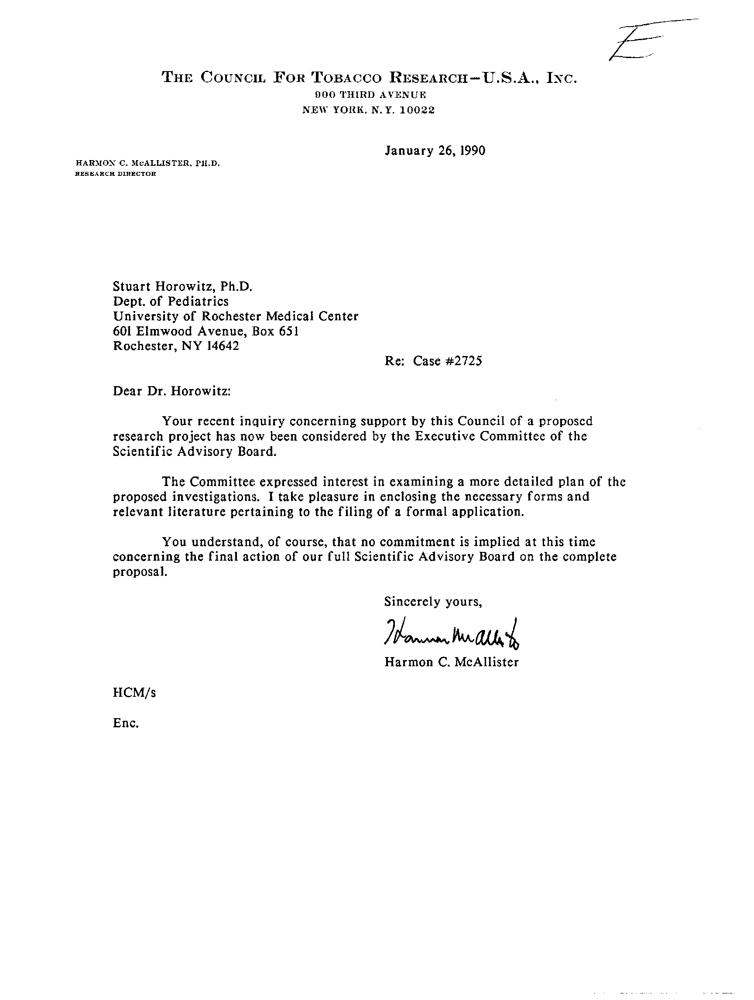 E
THE COUNCIL FOR TOBACCO RESEARCH—U.S.A., INC.
900 THIRD AVENUE
NEW YORK, N.Y. 10022
January 26, 1990
HARMON C. McALLISTER, PH.D.
RESEARCH DIRECTOR
Stuart Horowitz, Ph.D.
Dept. of Pediatrics
University of Rochester Medical Center
601 Elmwood Avenue, Box 651
Rochester, NY 14642
Re: Case #2725
Dear Dr. Horowitz:
Your recent inquiry concerning support by this Council of a proposed
research project has now been considered by the Executive Committee of the
Scientific Advisory Board.
The Committee expressed interest in examining a more detailed plan of the
proposed investigations. I take pleasure in enclosing the necessary forms and
relevant literature pertaining to the filing of a formal application.
You understand, of course, that no commitment is implied at this time
concerning the final action of our full Scientific Advisory Board on the complete
proposal.
Sincerely yours,
Harmon McAllister
Harmon C. McAllister
HCM/s
Enc.